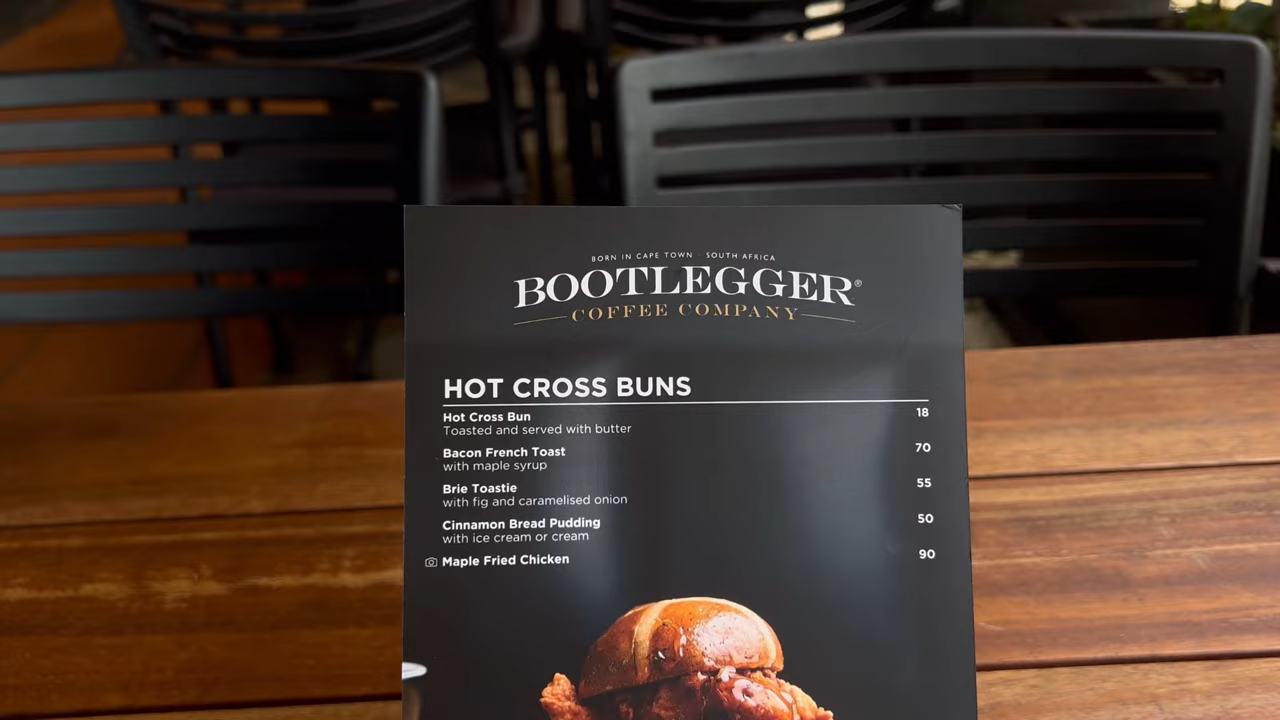 BORN IN CAPE TOWN SOUTH AFRICA
BOOTLEGGER®
COFFEE COMPANY
HOT CROSS BUNS
Hot Cross Bun 18
Toasted and served with butter
Bacon French Toast 70
with maple syrup
Brie Toastie 55
with fig and caramelised onion
Cinnamon Bread Pudding 50
with ice cream or cream
Maple Fried Chicken 90